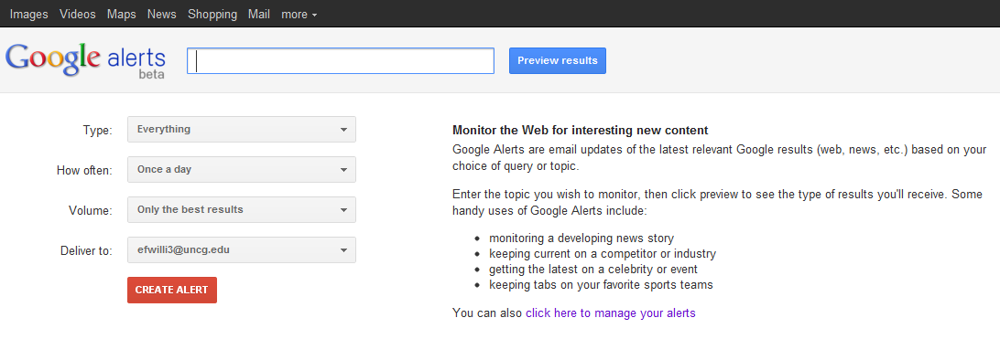 Images Videos Maps News Shopping Mail more
Google alerts
beta
Preview results
Type: Everything
How often: Once a day
Volume: Only the best results
Deliver to: efwilli3@uncg.edu
CREATE ALERT
Monitor the Web for interesting new content
Google Alerts are email updates of the latest relevant Google results (web, news, etc.) based on your
choice of query or topic.
Enter the topic you wish to monitor, then click preview to see the type of results you'll receive. Some
handy uses of Google Alerts include:
• monitoring a developing news story
• keeping current on a competitor or industry
• getting the latest on a celebrity or event
• keeping tabs on your favorite sports teams
You can also click here to manage your alerts